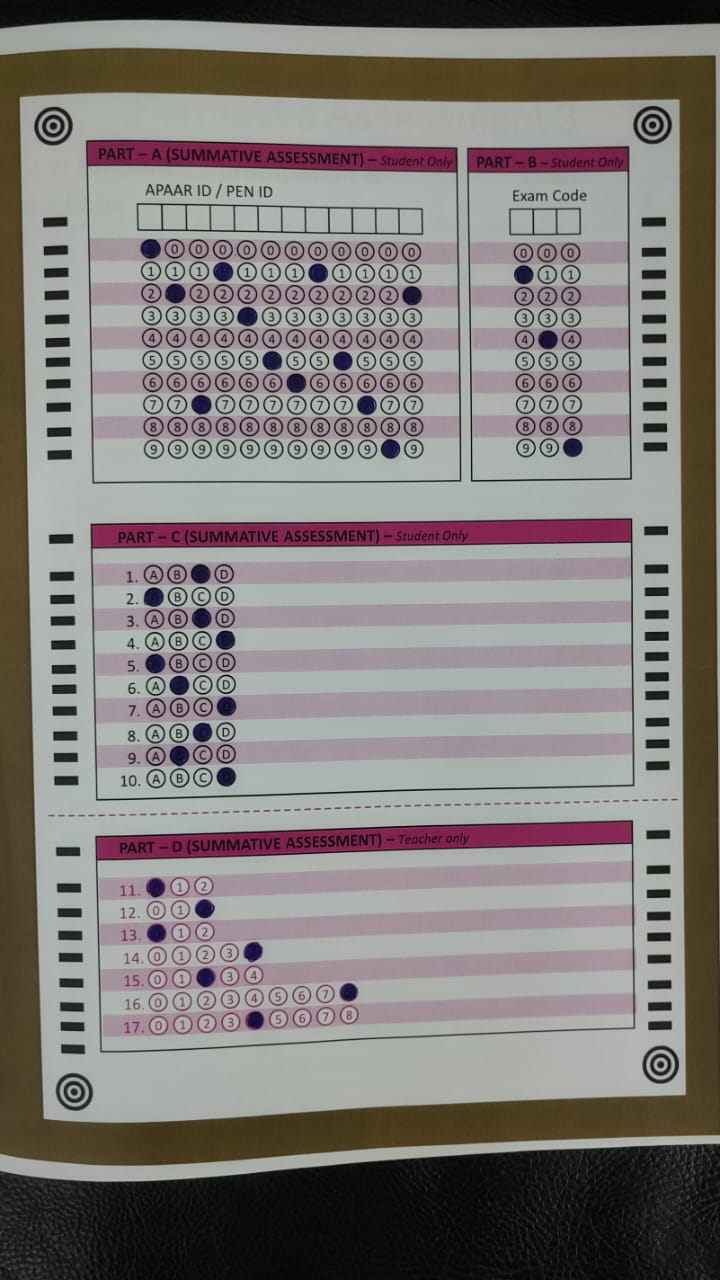 PART – A (SUMMATIVE ASSESSMENT) – Student Only
APAAR ID / PEN ID
0 0 0 0 0 0 0 0 0 0 0
1 1 1 1 1 1 1 1 1 1
2 2 2 2 2 2 2 2 2 2
3 3 3 3 3 3 3 3 3 3 3
4 4 4 4 4 4 4 4 4 4 4 4
5 5 5 5 5 5 5 5 5 5
6 6 6 6 6 6 6 6 6 6 6
7 7 7 7 7 7 7 7 7 7
8 8 8 8 8 8 8 8 8 8 8 8
9 9 9 9 9 9 9 9 9 9 9
PART – B – Student Only
Exam Code
0 0 0
1 1
2 2 2
3 3 3
4 4
5 5 5
6 6 6
7 7 7
8 8 8
9 9
PART – C (SUMMATIVE ASSESSMENT) – Student Only
1. A B D
2. B C D
3. A B D
4. A B C
5. B C D
6. A C D
7. A B C
8. A B D
9. A C D
10. A B C
PART – D (SUMMATIVE ASSESSMENT) – Teacher only
11. 1 2
12. 0 1
13. 1 2
14. 0 1 2 3
15. 0 1 3 4
16. 0 1 2 3 4 5 6 7
17. 0 1 2 3 5 6 7 8